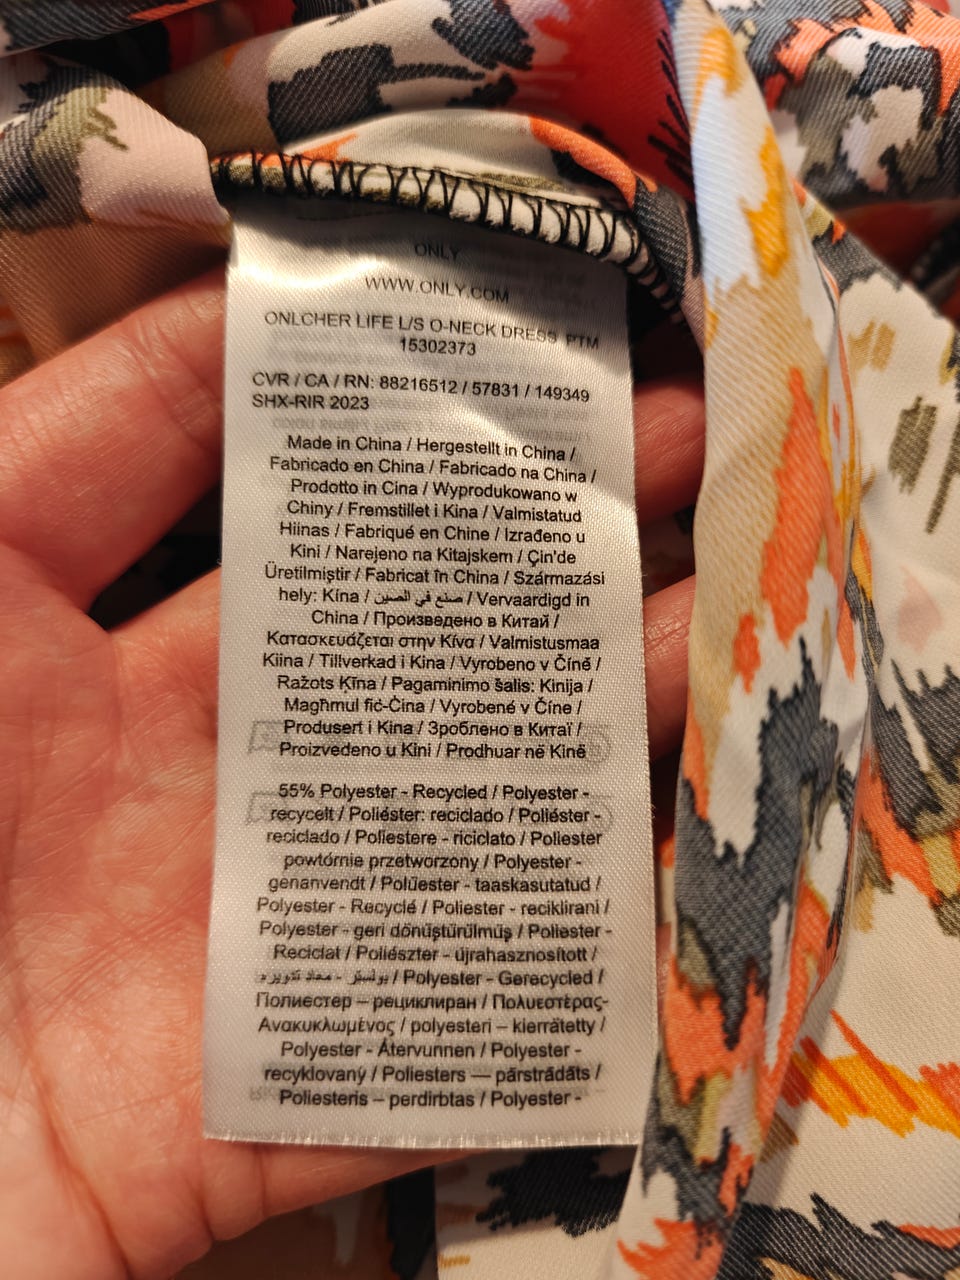 ONLY
WWW.ONLY.COM
ONLCHER LIFE L/S O-NECK DRESS PTM
15302373
CVR / CA / RN: 88216512 / 57831 / 149349
SHX-RIR 2023
Made in China / Hergestellt in China /
Fabricado en China / Fabricado na China /
Prodotto in Cina / Wyprodukowano w
Chiny / Fremstillet i Kina / Valmistatud
Hiinas / Fabriqué en Chine / Izrađeno u
Kini / Narejeno na Kitajskem / Çin'de
Üretilmiştir / Fabricat în China / Származási
hely: Kína / صنع في الصين / Vervaardigd in
China / Произведено в Китай /
Κατασκευάζεται στην Κίνα / Valmistusmaa
Kiina / Tillverkad i Kina / Vyrobeno v Číně /
Ražots Ķīna / Pagaminimo šalis: Kinija /
Magħmul fiċ-Ċina / Vyrobené v Číne /
Produsert i Kina / Зроблено в Китаї /
Proizvedeno u Kini / Prodhuar në Kinë
55% Polyester - Recycled / Polyester -
recycelt / Poliéster: reciclado / Poliéster -
reciclado / Poliestere - riciclato / Poliester
powtórnie przetworzony / Polyester -
genanvendt / Polüester - taaskasutatud /
Polyester - Recyclé / Poliester - reciklirani /
Polyester - geri dönüştürülmüş / Poliester -
Reciclat / Poliészter - újrahasznosított /
بوليستر - معاد تدويره / Polyester - Gerecycled /
Полиестер – рециклиран / Πολυεστέρας-
Ανακυκλωμένος / polyesteri – kierrätetty /
Polyester - Återvunnen / Polyester -
recyklovaný / Poliesters — pārstrādāts /
Poliesteris – perdirbtas / Polyester -